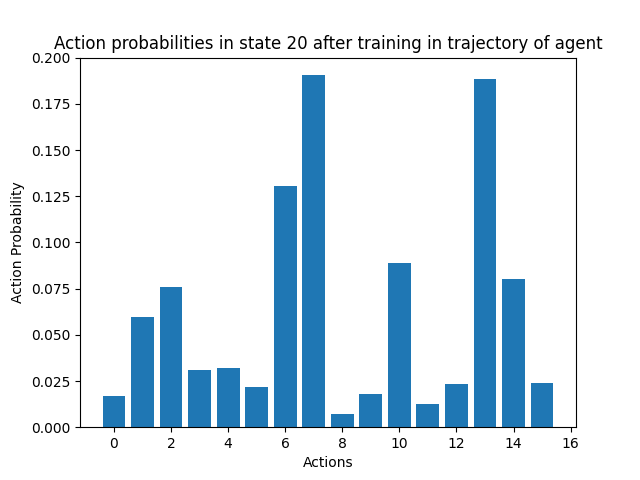 Action probabilities in state 20 after training in trajectory of agent
0.200
0.175
0.150
0.125
0.100
0.075
0.050
0.025
0.000
Action Probability
0 2 4 6 8 10 12 14 16
Actions